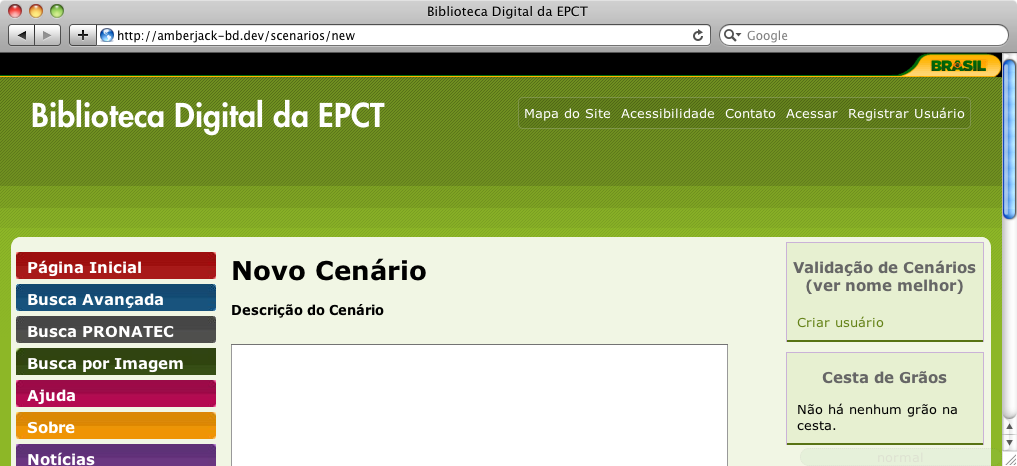 Biblioteca Digital da EPCT
http://amberjack-bd.dev/scenarios/new
Google
BRASIL
Biblioteca Digital da EPCT
Mapa do Site Acessibilidade Contato Acessar Registrar Usuário
Página Inicial
Busca Avançada
Busca PRONATEC
Busca por Imagem
Ajuda
Sobre
Notícias
Novo Cenário
Descrição do Cenário
Validação de Cenários
(ver nome melhor)
Criar usuário
Cesta de Grãos
Não há nenhum grão na
cesta.
normal